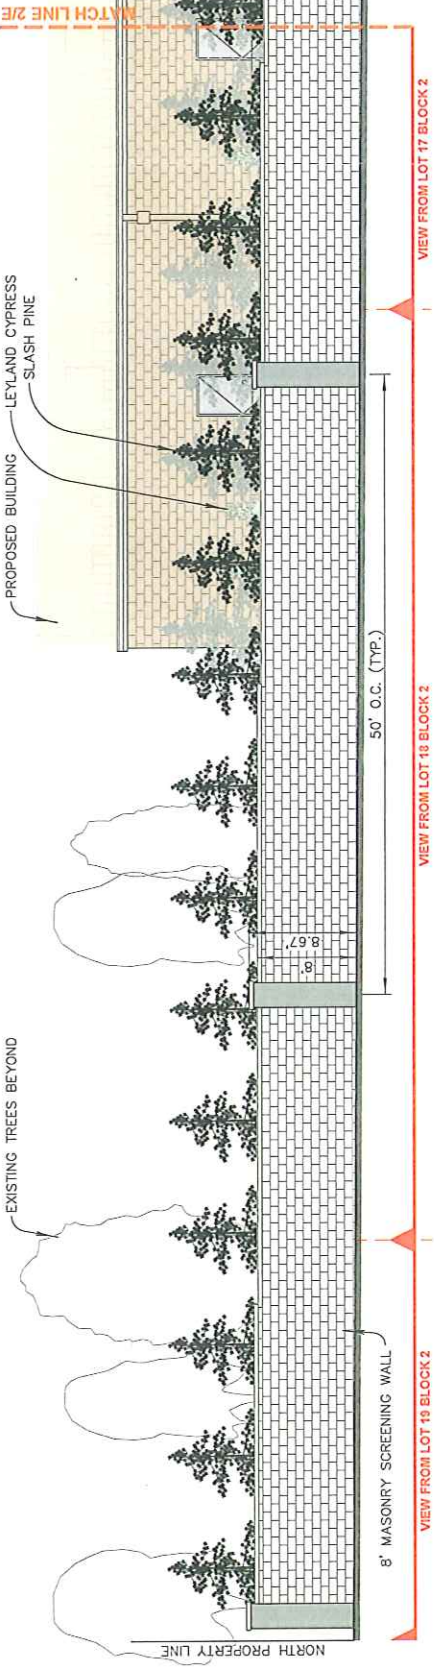 MATCH LINE 2/E
PROPOSED BUILDING
LEYLAND CYPRESS
SLASH PINE
EXISTING TREES BEYOND
50' O.C. (TYP.)
8.67'
8'
8' MASONRY SCREENING WALL
NORTH PROPERTY LINE
VIEW FROM LOT 19 BLOCK 2
VIEW FROM LOT 18 BLOCK 2
VIEW FROM LOT 17 BLOCK 2